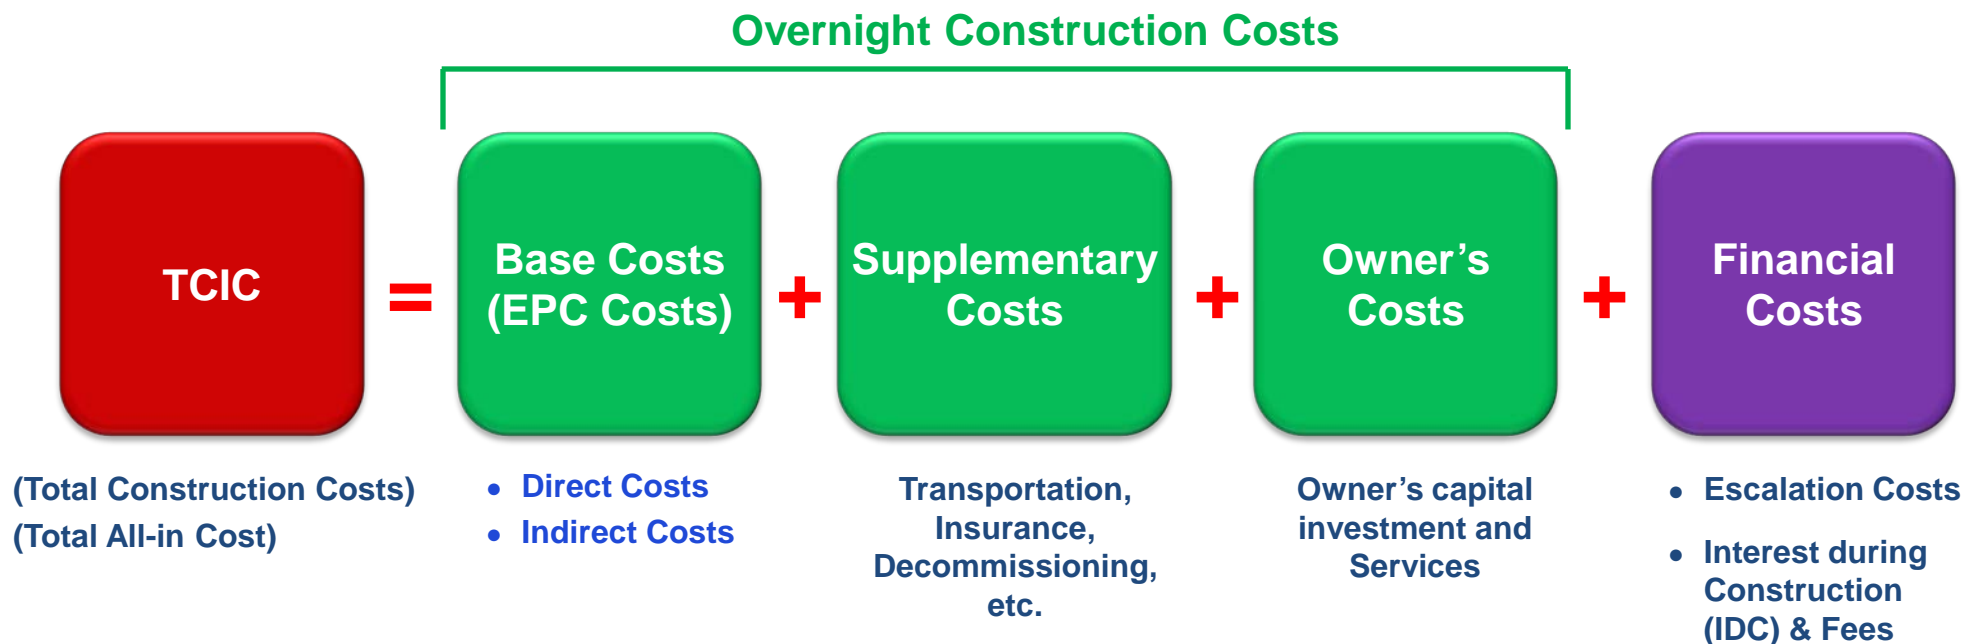 Overnight Construction Costs
TCIC
=
Base Costs
(EPC Costs)
+
Supplementary
Costs
+
Owner’s
Costs
+
Financial
Costs
(Total Construction Costs)
(Total All-in Cost)
• Direct Costs
• Indirect Costs
Transportation,
Insurance,
Decommissioning,
etc.
Owner’s capital
investment and
Services
• Escalation Costs
• Interest during
Construction
(IDC) & Fees